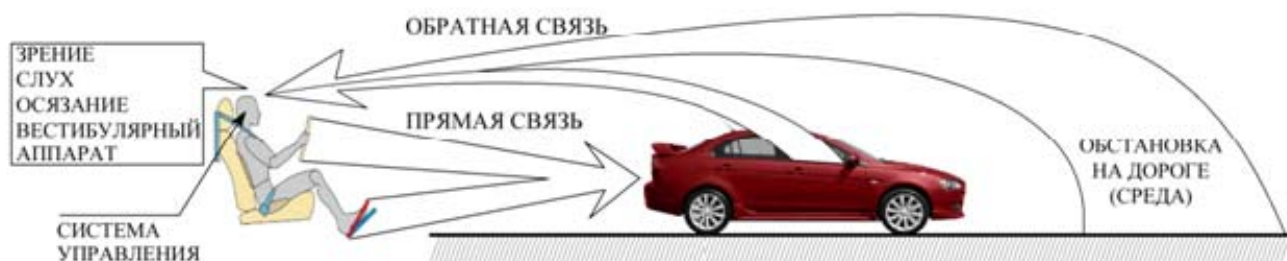 ОБРАТНАЯ СВЯЗЬ
ЗРЕНИЕ
СЛУХ
ОСЯЗАНИЕ
ВЕСТИБУЛЯРНЫЙ
АППАРАТ
ПРЯМАЯ СВЯЗЬ
ОБСТАНОВКА
НА ДОРОГЕ
(СРЕДА)
СИСТЕМА
УПРАВЛЕНИЯ